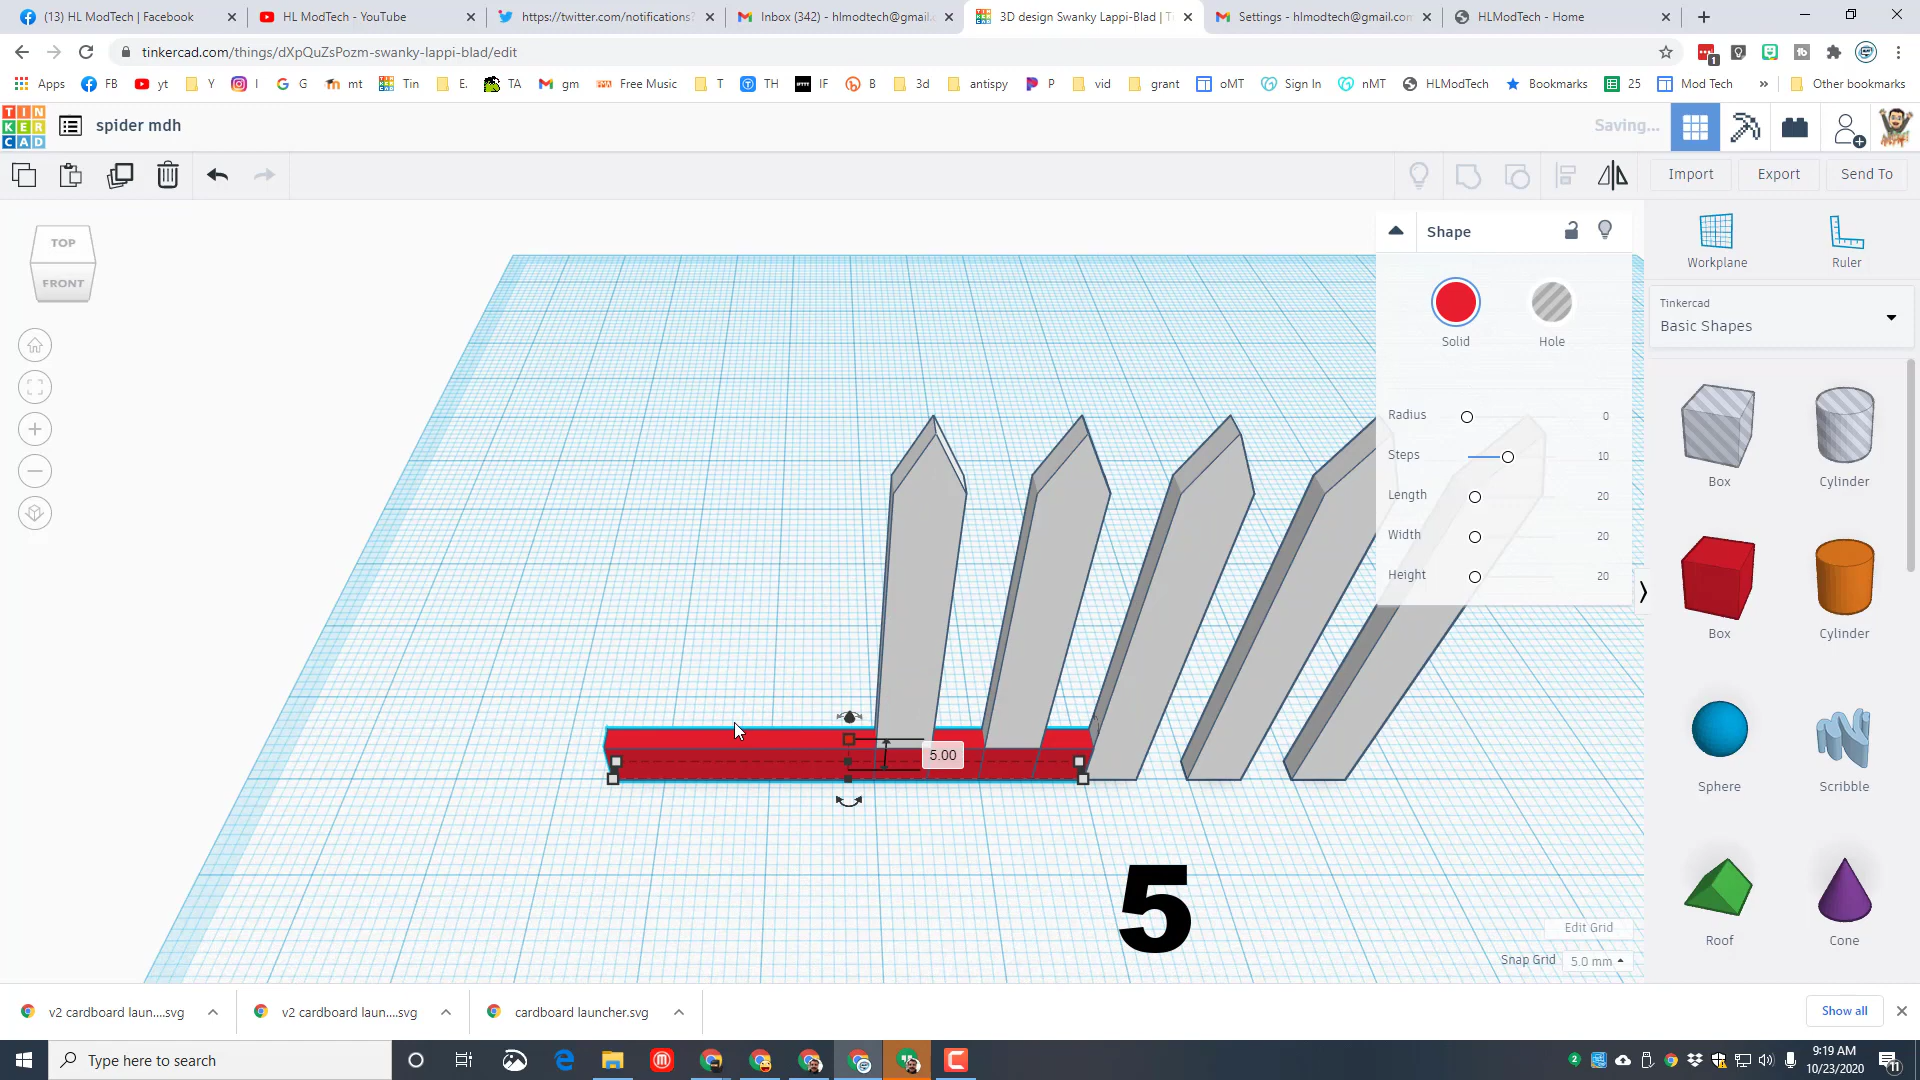 (13) HL ModTech | Facebook
HL ModTech - YouTube
https://twitter.com/notifications?
Inbox (342) - hlmodtech@gmail.c
3D design Swanky Lappi-Blad | T
Settings - hlmodtech@gmail.com
HLModTech - Home
tinkercad.com/things/dXpQuZsPozm-swanky-lappi-blad/edit
Apps FB yt Y I G mt Tin E. TA gm Free Music T TH IF B 3d antispy P vid grant oMT Sign In nMT HLModTech Bookmarks 25 Mod Tech » Other bookmarks
TIN
KER
CAD
spider mdh
Saving...
Import Export Send To
TOP
FRONT
Shape
Solid Hole
Radius 0
Steps 10
Length 20
Width 20
Height 20
Workplane Ruler
Tinkercad
Basic Shapes
Box Cylinder
Box Cylinder
Sphere Scribble
Roof Cone
5.00
5
Edit Grid
Snap Grid 5.0 mm
v2 cardboard laun....svg
v2 cardboard laun....svg
cardboard launcher.svg
Show all
Type here to search
9:19 AM
10/23/2020